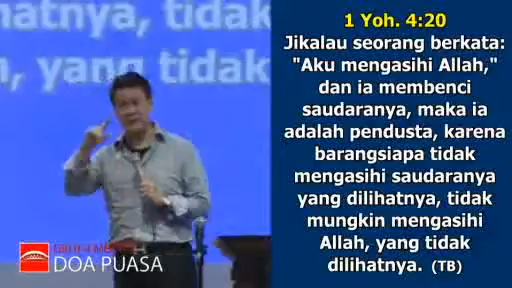 hatnya, tidak
, yang tidak
1 Yoh. 4:20
Jikalau seorang berkata:
"Aku mengasihi Allah,"
dan ia membenci
saudaranya, maka ia
adalah pendusta, karena
barangsiapa tidak
mengasihi saudaranya
yang dilihatnya, tidak
mungkin mengasihi
Allah, yang tidak
dilihatnya. (TB)
DOA PUASA